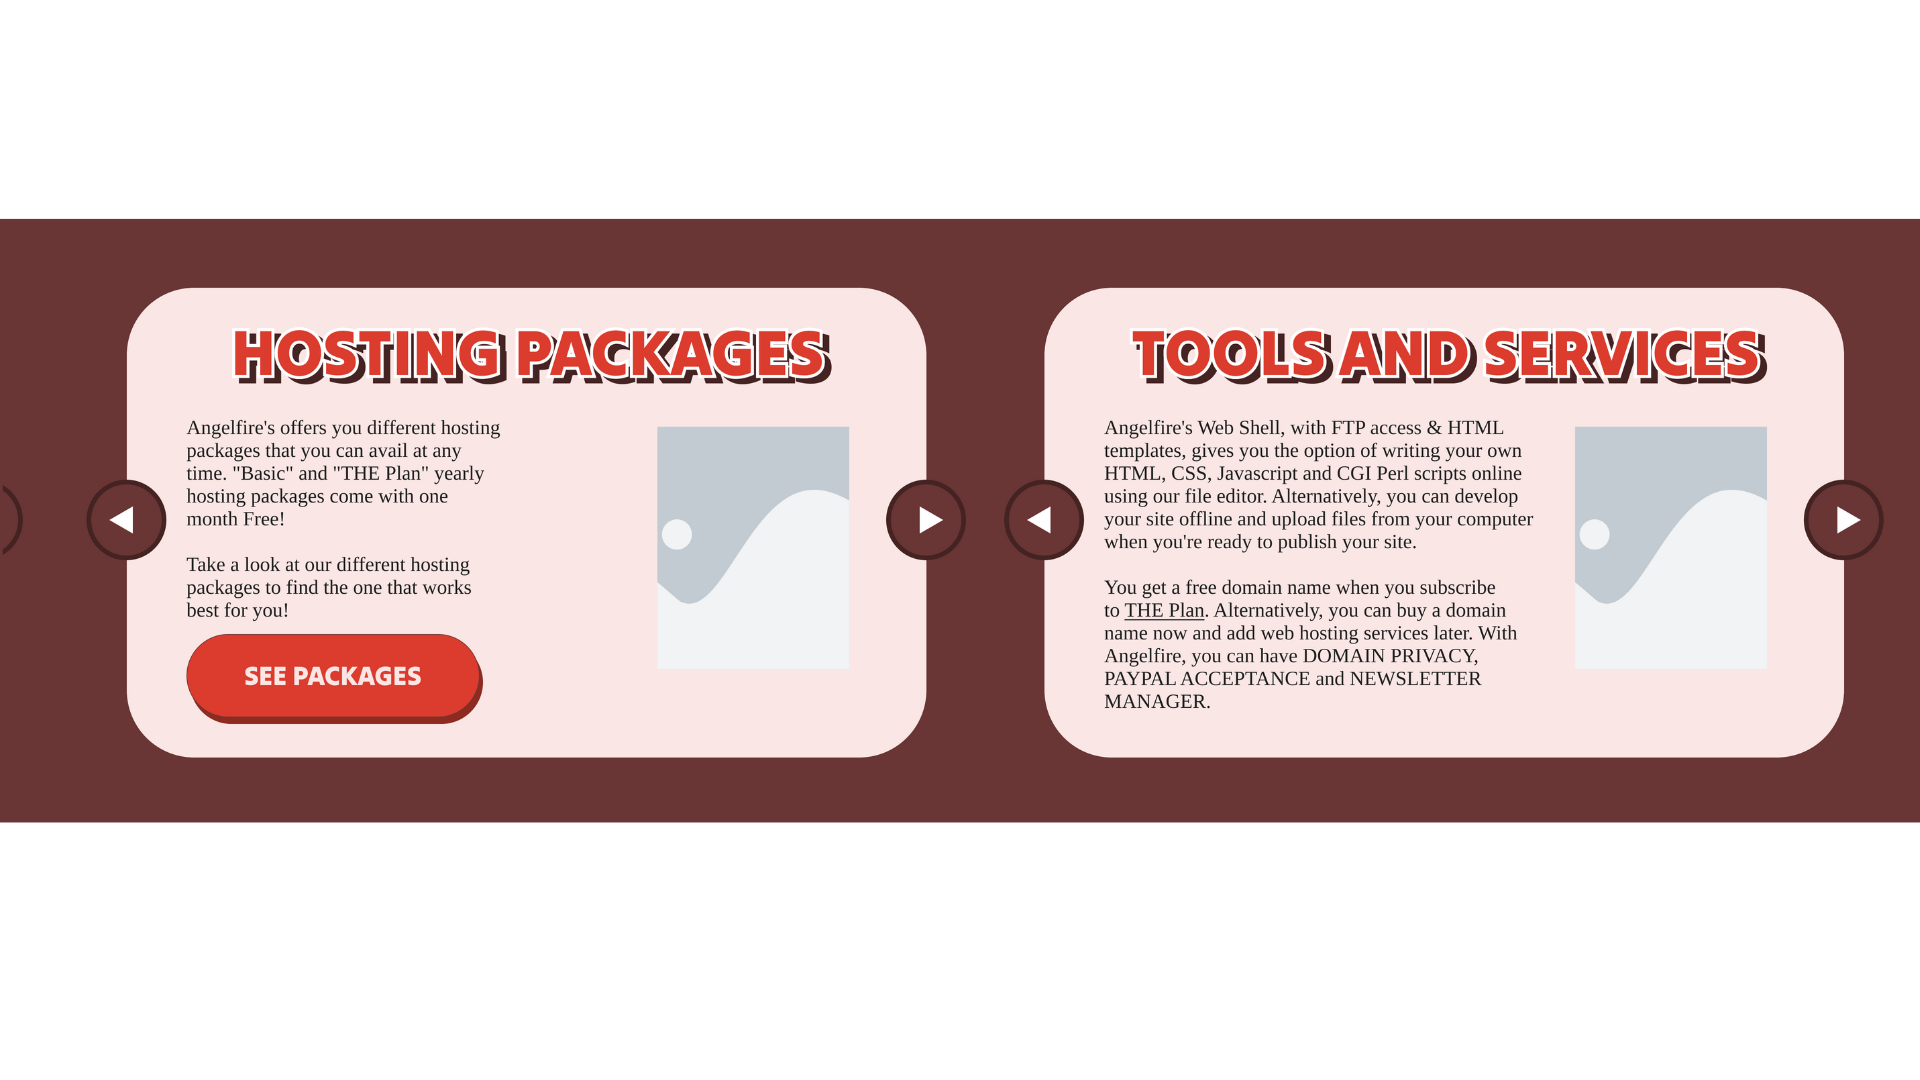 HOSTING PACKAGES
Angelfire's offers you different hosting
packages that you can avail at any
time. "Basic" and "THE Plan" yearly
hosting packages come with one
month Free!
Take a look at our different hosting
packages to find the one that works
best for you!
SEE PACKAGES
TOOLS AND SERVICES
Angelfire's Web Shell, with FTP access & HTML
templates, gives you the option of writing your own
HTML, CSS, Javascript and CGI Perl scripts online
using our file editor. Alternatively, you can develop
your site offline and upload files from your computer
when you're ready to publish your site.
You get a free domain name when you subscribe
to THE Plan. Alternatively, you can buy a domain
name now and add web hosting services later. With
Angelfire, you can have DOMAIN PRIVACY,
PAYPAL ACCEPTANCE and NEWSLETTER
MANAGER.